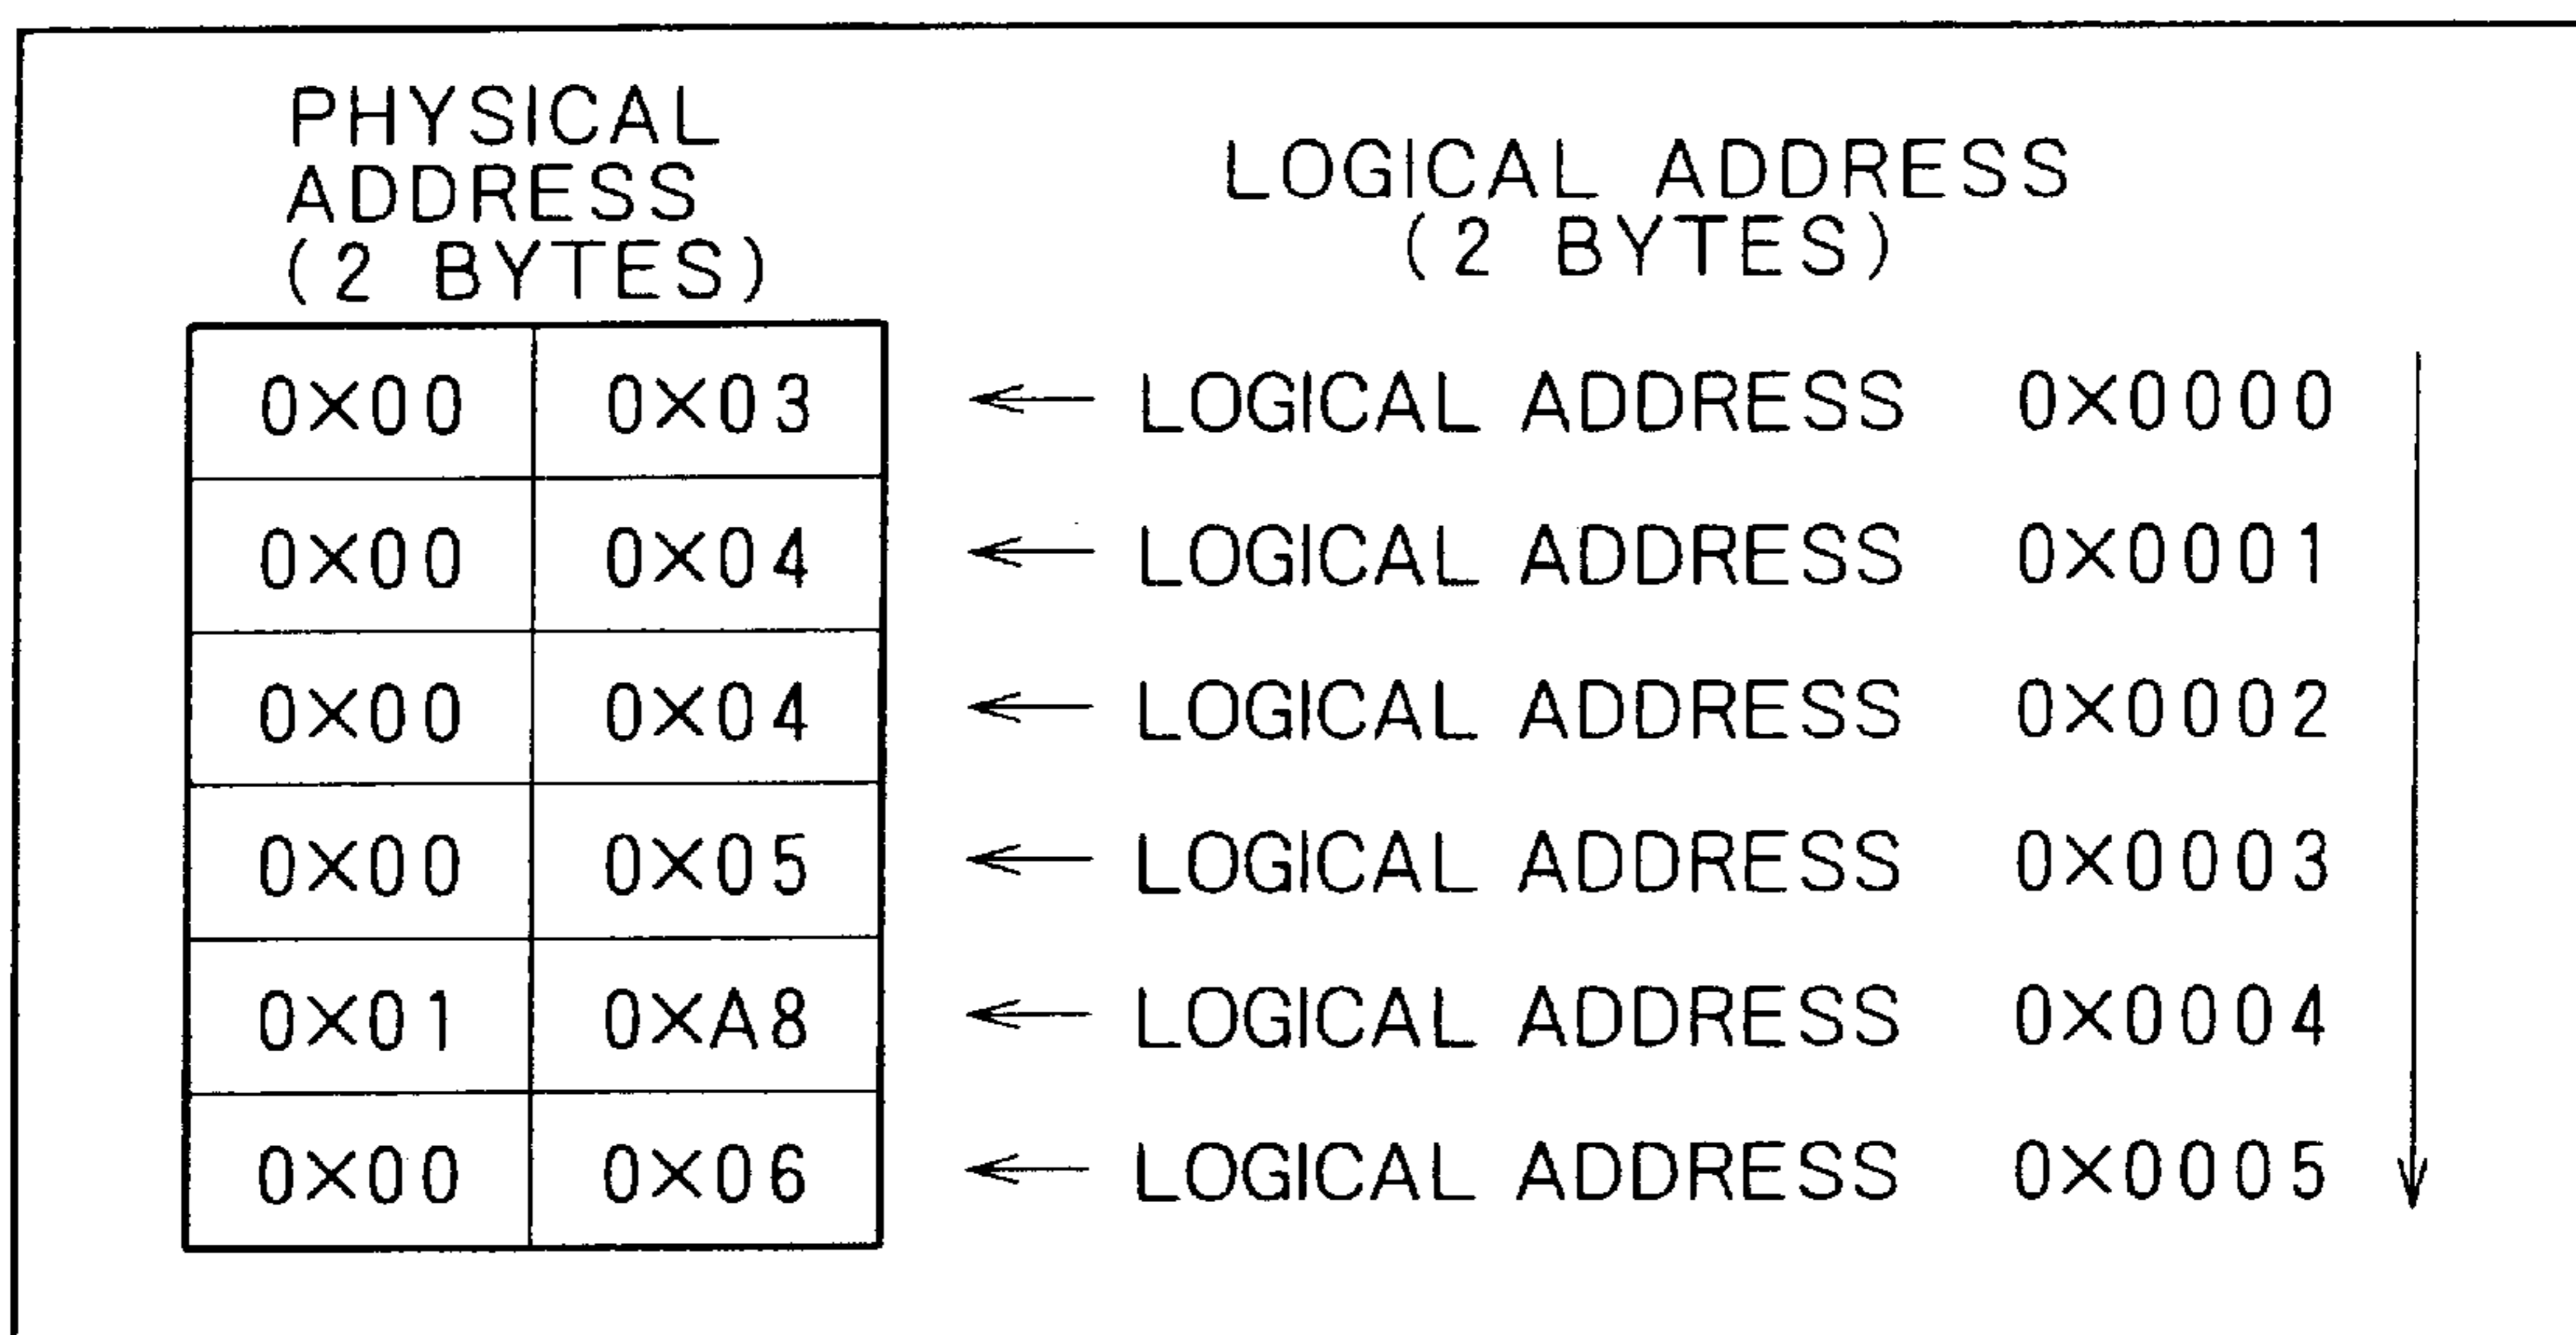 PHYSICAL
ADDRESS
(2 BYTES)
LOGICAL ADDRESS
(2 BYTES)
0×00 0×03 LOGICAL ADDRESS 0×0000
0×00 0×04 LOGICAL ADDRESS 0×0001
0×00 0×04 LOGICAL ADDRESS 0×0002
0×00 0×05 LOGICAL ADDRESS 0×0003
0×01 0×A8 LOGICAL ADDRESS 0×0004
0×00 0×06 LOGICAL ADDRESS 0×0005